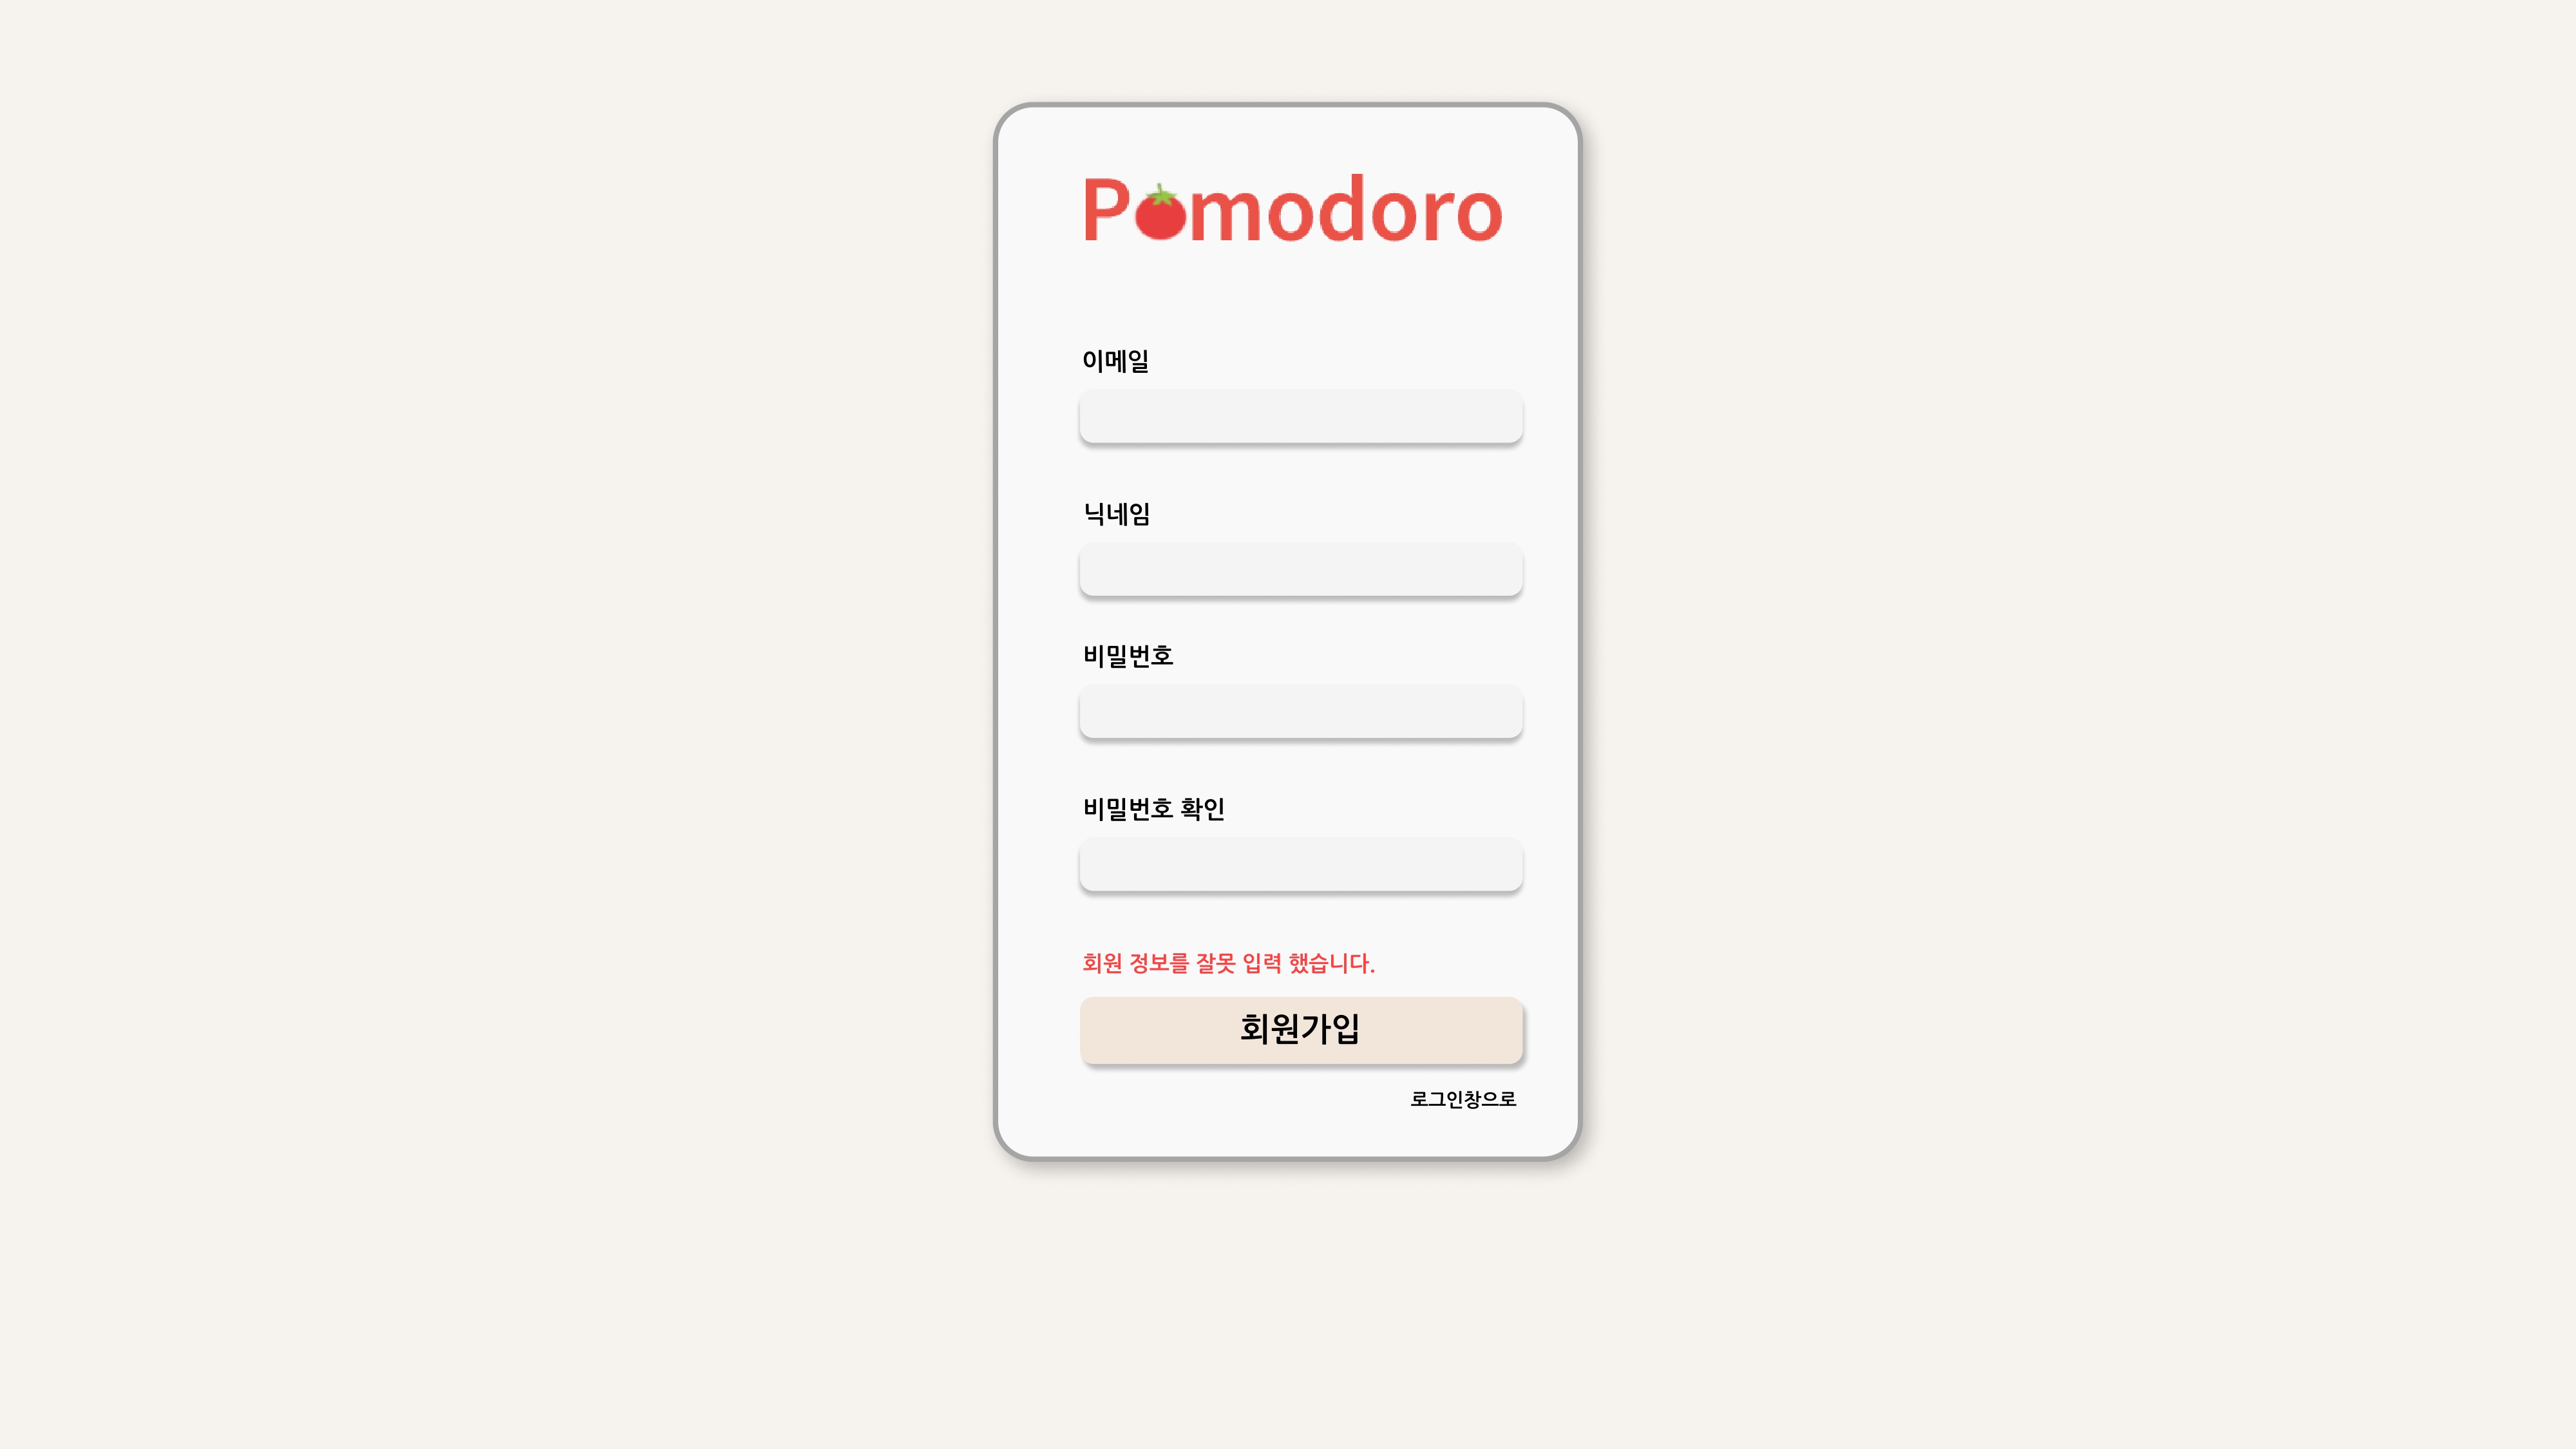 Pomodoro
이메일
닉네임
비밀번호
비밀번호 확인
회원 정보를 잘못 입력 했습니다.
회원가입
로그인창으로